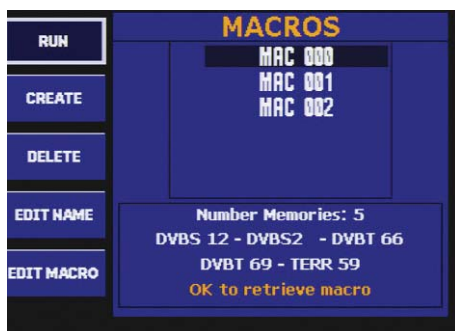 MACROS
RUN
MAC 000
MAC 001
MAC 002
CREATE
DELETE
EDIT NAME
EDIT MACRO
Number Memories: 5
DVBS 12 - DVBS2 - DVBT 66
DVBT 69 - TERR 59
OK to retrieve macro